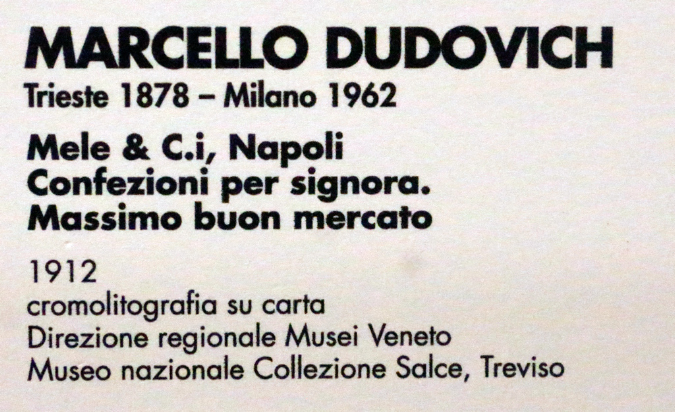 MARCELLO DUDOVICH
Trieste 1878 – Milano 1962
Mele & C.i, Napoli
Confezioni per signora.
Massimo buon mercato
1912
cromolitografia su carta
Direzione regionale Musei Veneto
Museo nazionale Collezione Salce, Treviso